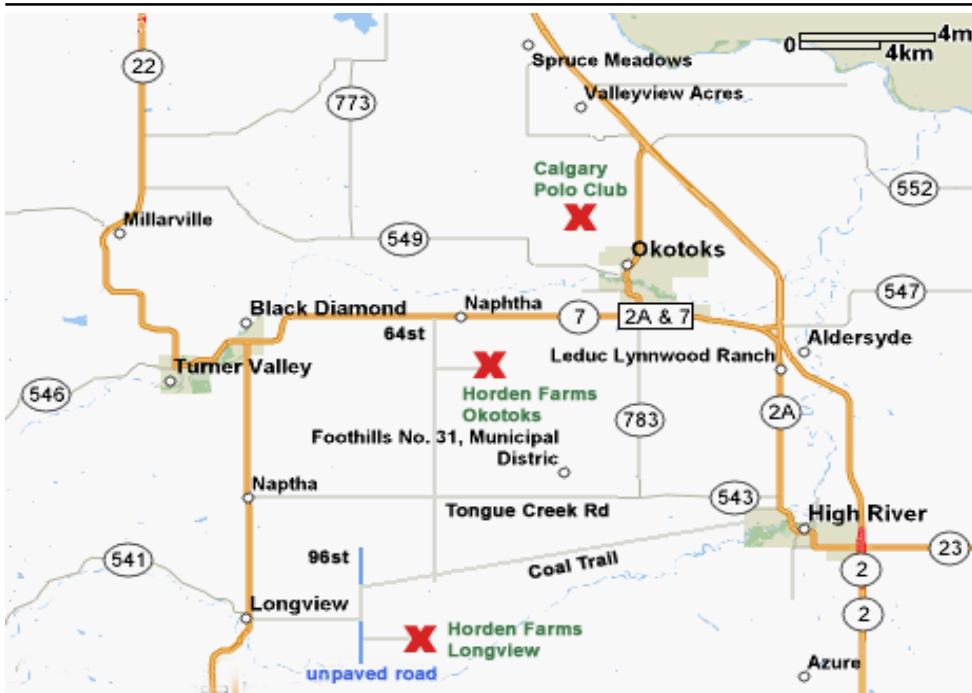 0
4m
4km
22
Spruce Meadows
773
Valleyview Acres
Calgary
Polo Club
552
Millarville
549
Okotoks
547
Black Diamond
Naphtha
7
2A & 7
64st
Aldersyde
Leduc Lynnwood Ranch
Turner Valley
546
Horden Farms
Okotoks
783
2A
Foothills No. 31, Municipal
Distric
Naptha
543
Tongue Creek Rd
High River
541
96st
Coal Trail
23
2
Longview
2
Horden Farms
Longview
unpaved road
Azure